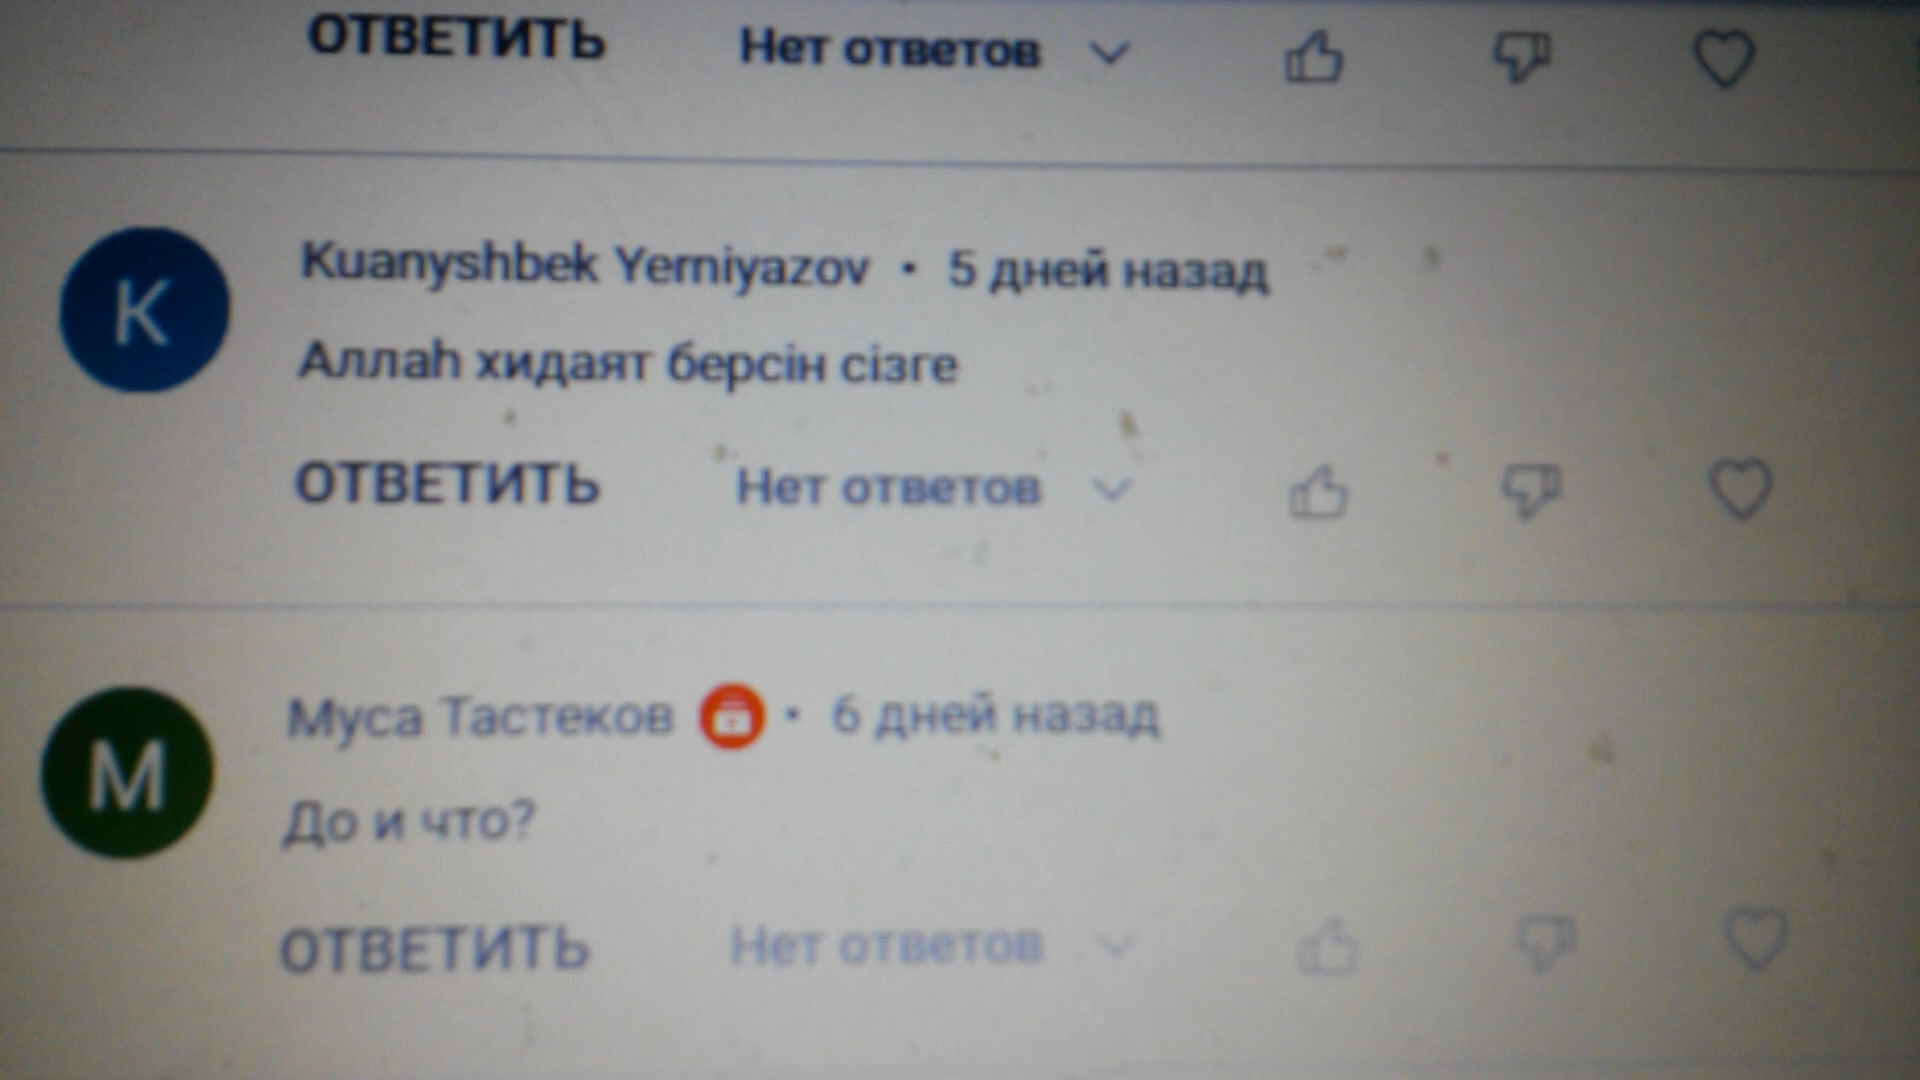 ОТВЕТИТЬ Нет ответов
K Kuanyshbek Yerniyazov • 5 дней назад
Аллаһ хидаят берсін сізге
ОТВЕТИТЬ Нет ответов
М Муса Тастеков • 6 дней назад
До и что?
ОТВЕТИТЬ Нет ответов